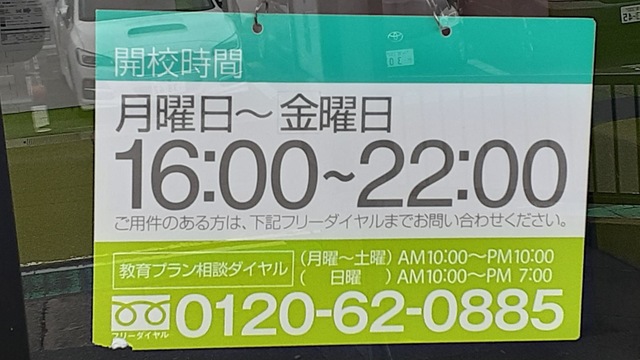 開校時間
月曜日～金曜日
16:00~22:00
ご用件のある方は、下記フリーダイヤルまでお問い合わせください。
教育プラン相談ダイヤル
(月曜～土曜) AM10:00～PM10:00
( 日曜 ) AM10:00～PM 7:00
フリーダイヤル
0120-62-0885